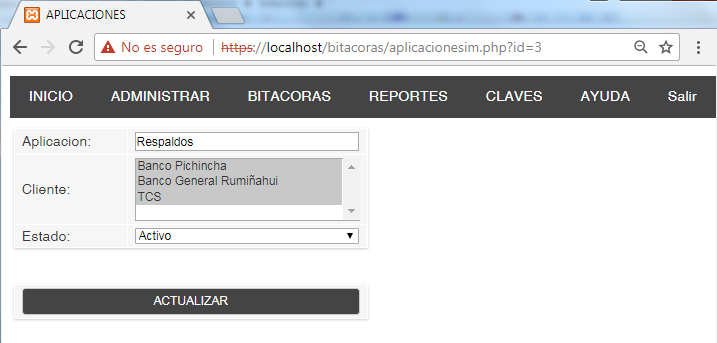 APLICACIONES
No es seguro https://localhost/bitacoras/aplicacionesim.php?id=3
INICIO ADMINISTRAR BITACORAS REPORTES CLAVES AYUDA Salir
Aplicacion: Respaldos
Cliente:
Banco Pichincha
Banco General Rumiñahui
TCS
Estado: Activo
ACTUALIZAR